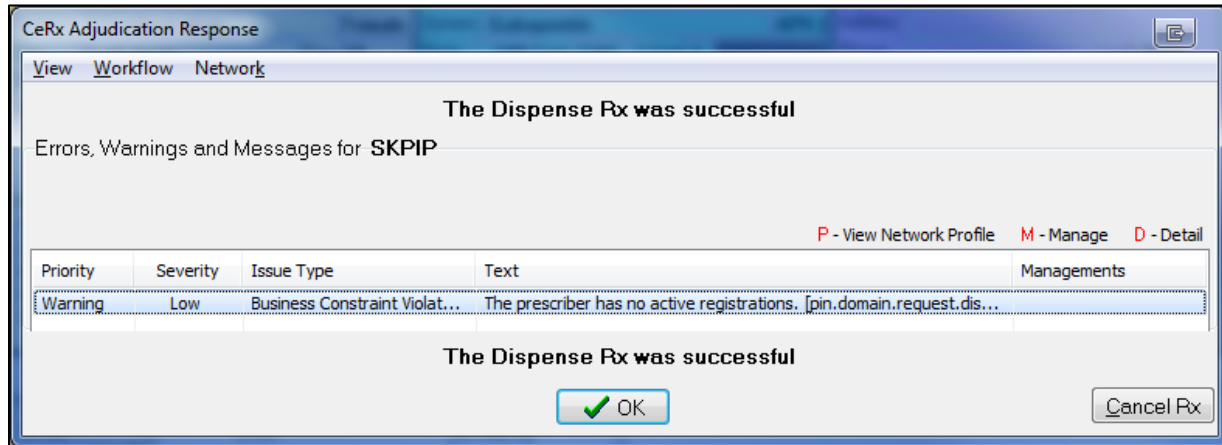 CeRx Adjudication Response
View Workflow Network
The Dispense Rx was successful
Errors, Warnings and Messages for SKPIP
P - View Network Profile M - Manage D - Detail
Priority Severity Issue Type Text Managements
Warning Low Business Constraint Violat... The prescriber has no active registrations. [pin.domain.request.dis...
The Dispense Rx was successful
OK
Cancel Rx